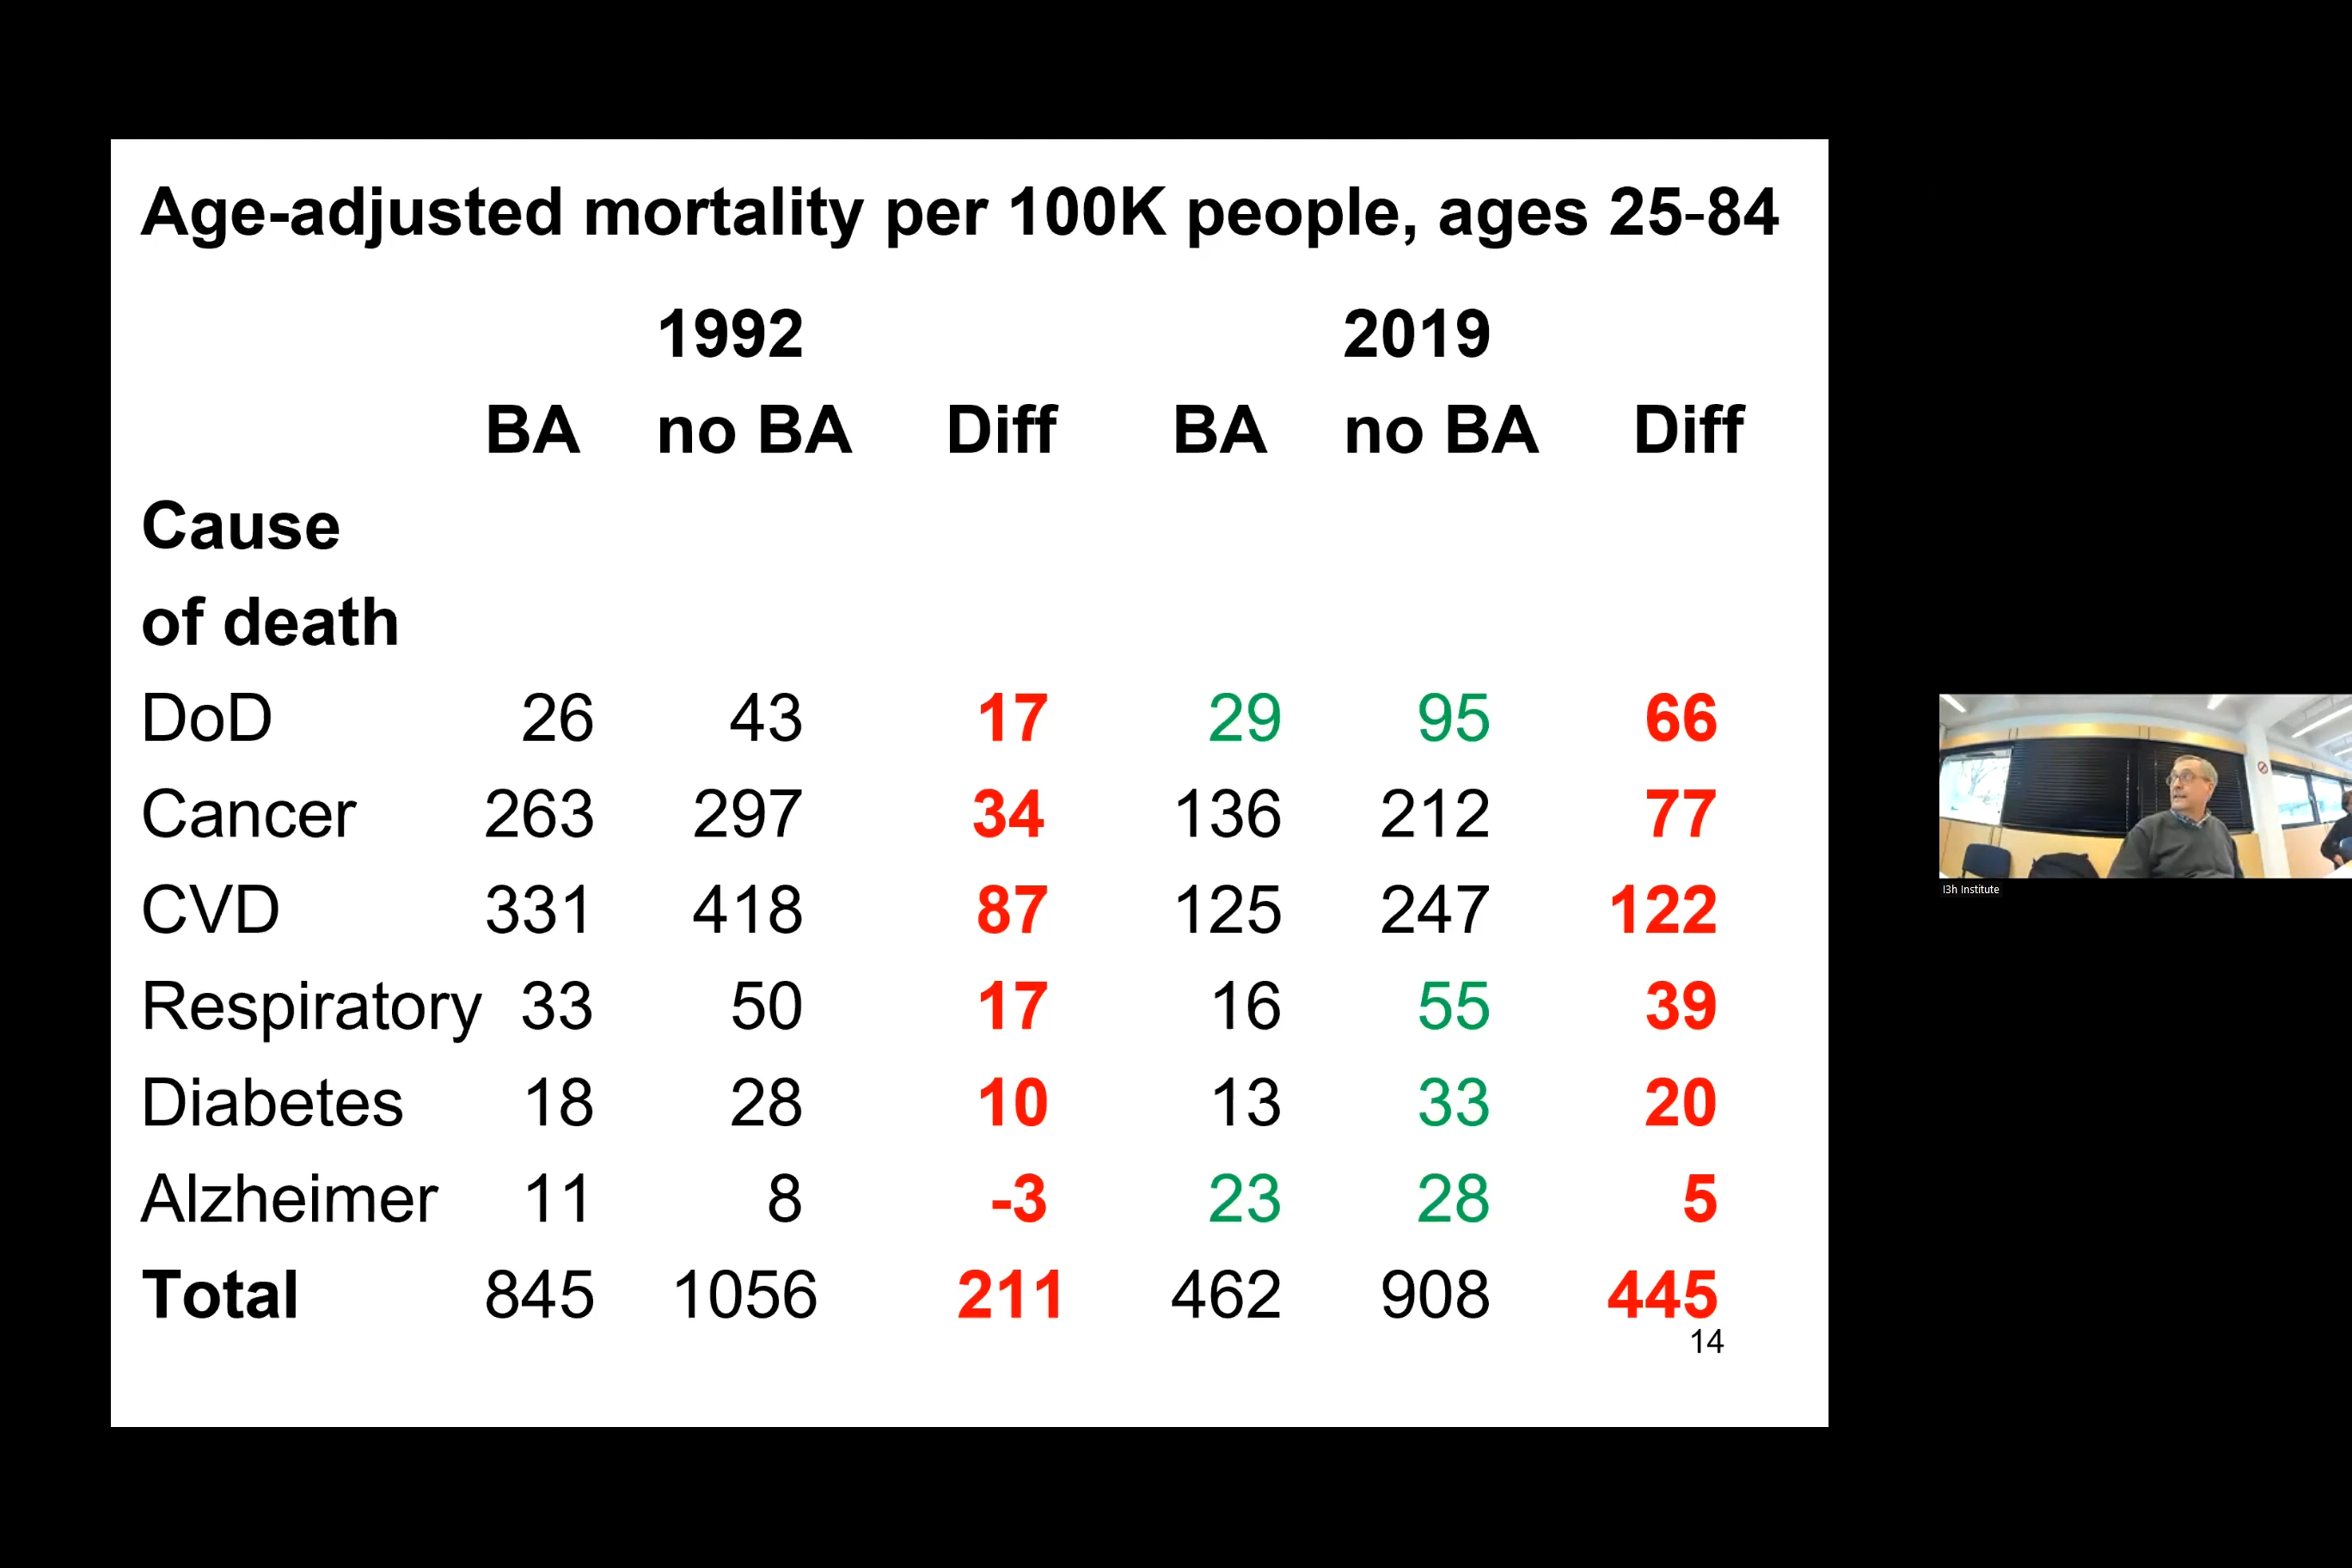 Age-adjusted mortality per 100K people, ages 25-84
1992 2019
BA no BA Diff BA no BA Diff
Cause
of death
DoD 26 43 17 29 95 66
Cancer 263 297 34 136 212 77
CVD 331 418 87 125 247 122
Respiratory 33 50 17 16 55 39
Diabetes 18 28 10 13 33 20
Alzheimer 11 8 -3 23 28 5
Total 845 1056 211 462 908 445
14
I3h Institute